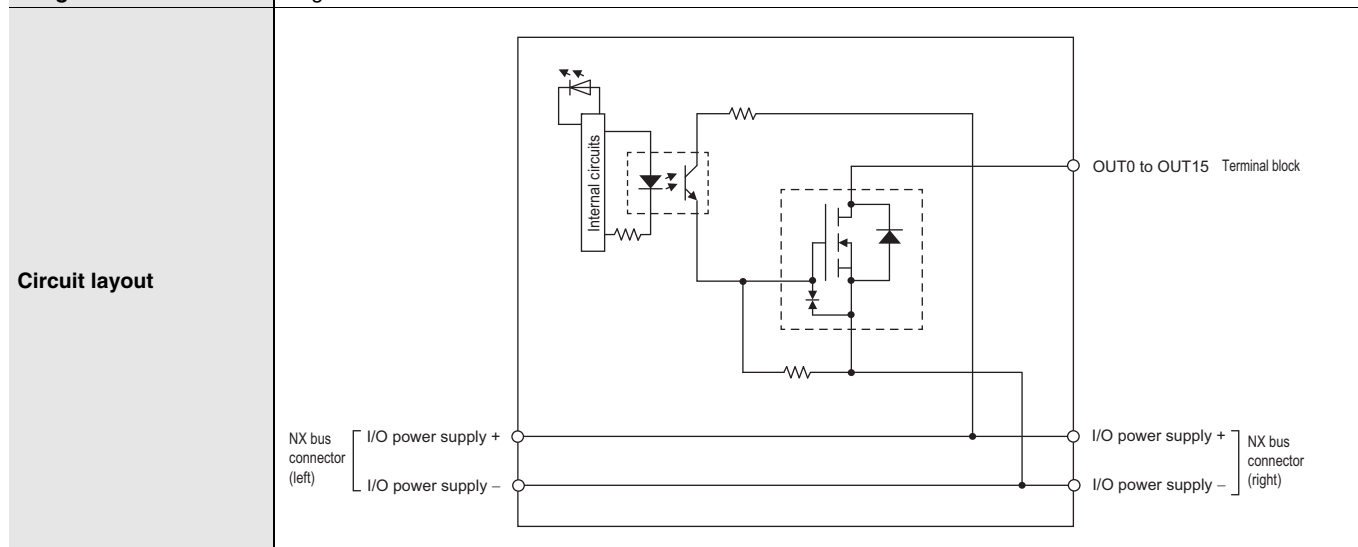 Circuit layout
Internal circuits
OUT0 to OUT15 Terminal block
NX bus
connector
(left)
I/O power supply +
I/O power supply –
I/O power supply +
I/O power supply –
NX bus
connector
(right)